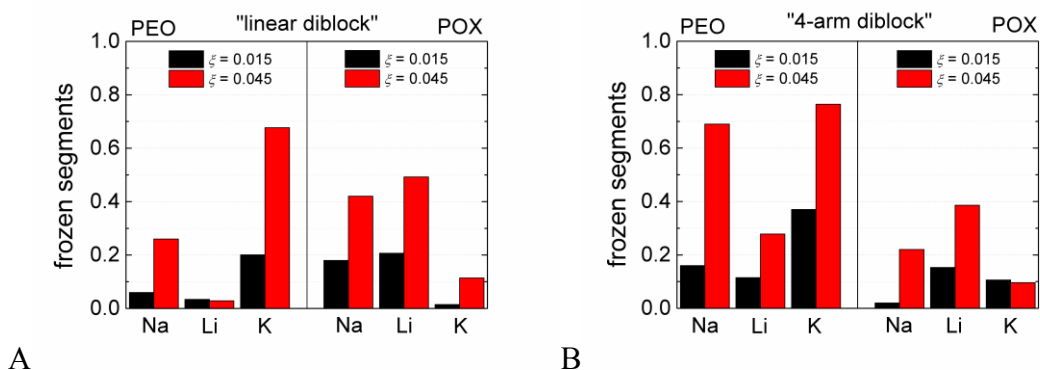 PEO "linear diblock" POX
1.0
0.8
0.6
0.4
0.2
0.0
frozen segments
ξ = 0.015
ξ = 0.045
ξ = 0.015
ξ = 0.045
Na Li K Na Li K
A
PEO "4-arm diblock" POX
1.0
0.8
0.6
0.4
0.2
0.0
frozen segments
ξ = 0.015
ξ = 0.045
ξ = 0.015
ξ = 0.045
Na Li K Na Li K
B